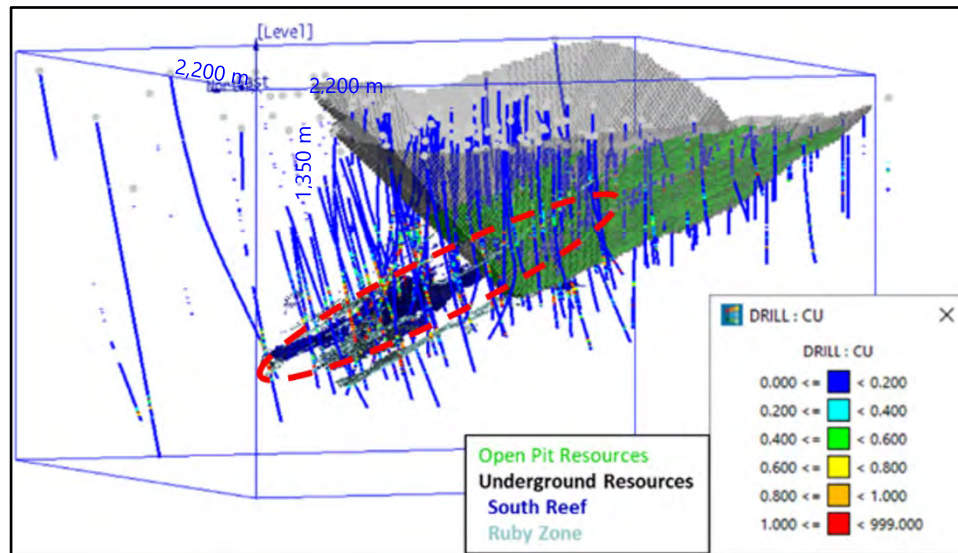 [Level]
2,200 m
2,200 m
1,350 m
DRILL : CU
DRILL : CU
0.000 <= < 0.200
0.200 <= < 0.400
0.400 <= < 0.600
0.600 <= < 0.800
0.800 <= < 1.000
1.000 <= < 999.000
Open Pit Resources
Underground Resources
South Reef
Ruby Zone